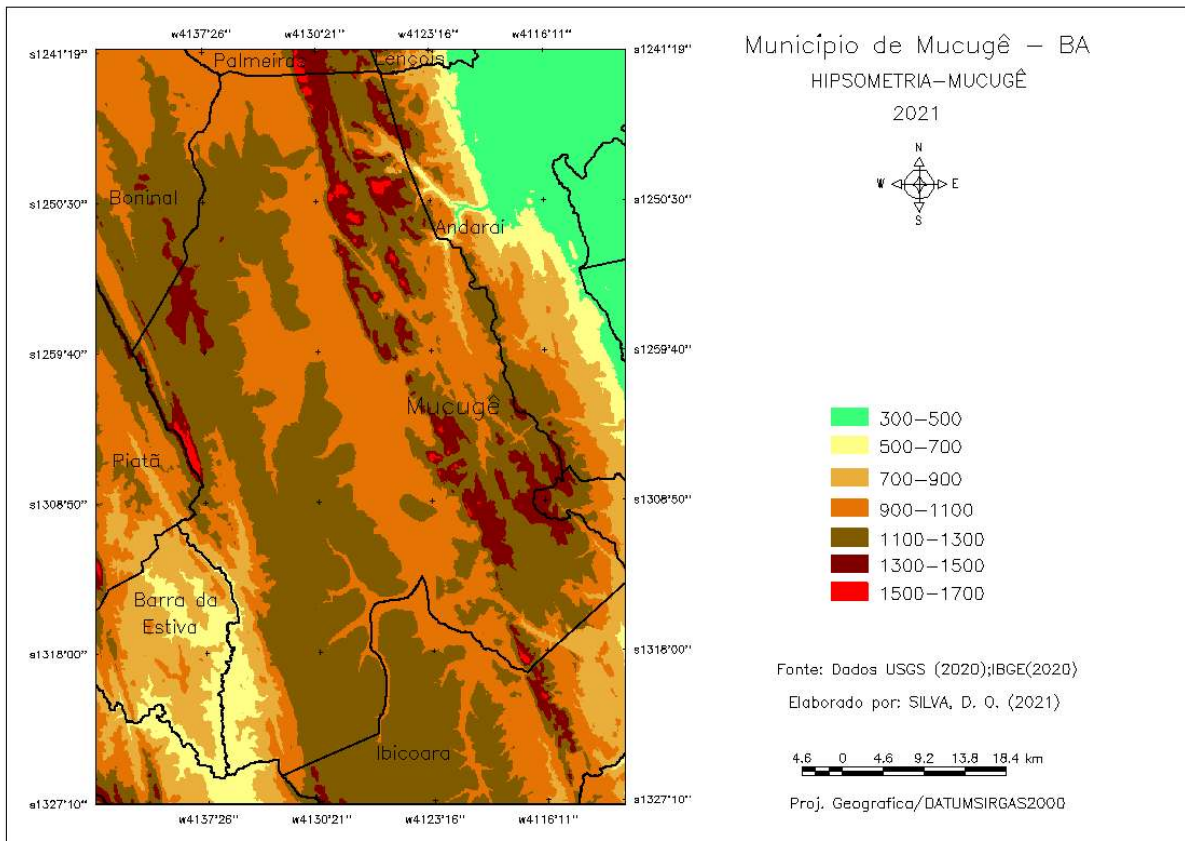 Município de Mucugê – BA
HIPSOMETRIA–MUCUGÊ
2021
N
W E
S
w4137'26" w4130'21" w4123'16" w4116'11"
s1241'19" s1241'19"
Palmeiras Lençois
Boninal
s1250'30" s1250'30"
Andarai
s1259'40" s1259'40"
Mucugê
Piatã
s1308'50" s1308'50"
Barra da
Estiva
s1318'00" s1318'00"
Ibicoara
s1327'10" s1327'10"
w4137'26" w4130'21" w4123'16" w4116'11"
300–500
500–700
700–900
900–1100
1100–1300
1300–1500
1500–1700
Fonte: Dados USGS (2020);IBGE(2020)
Elaborado por: SILVA, D. O. (2021)
4.6 0 4.6 9.2 13.8 18.4 km
Proj. Geografica/DATUMSIRGAS2000